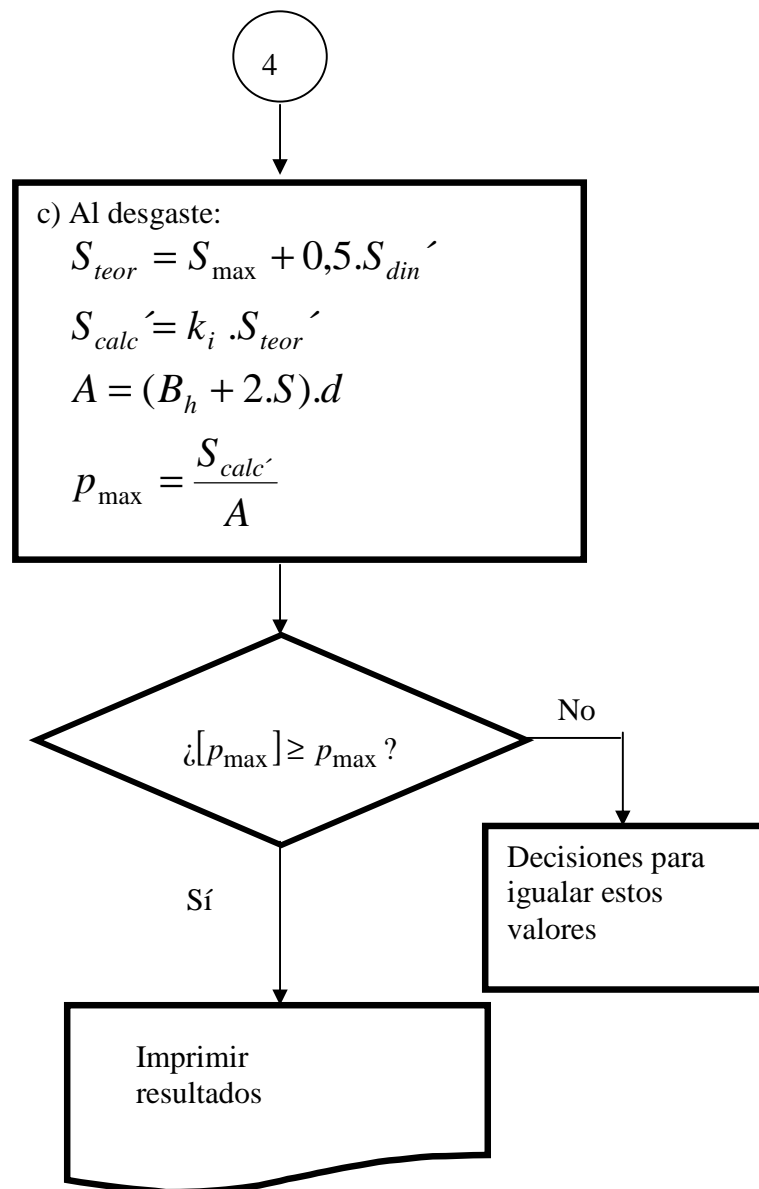 4
c) Al desgaste:
S_teor = S_max + 0,5.S_din´
S_calc´ = k_i .S_teor´
A = (B_h + 2.S).d
p_max = S_calc´ / A
¿[p_max] ≥ p_max ?
No
Decisiones para
igualar estos
valores
Sí
Imprimir
resultados